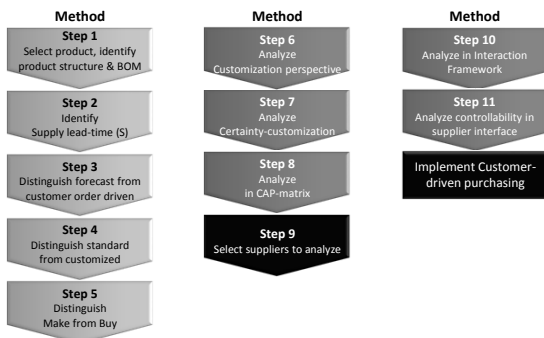 Method
Step 1
Select product, identify
product structure & BOM
Step 2
Identify
Supply lead-time (S)
Step 3
Distinguish forecast from
customer order driven
Step 4
Distinguish standard
from customized
Step 5
Distinguish
Make from Buy
Method
Step 6
Analyze
Customization perspective
Step 7
Analyze
Certainty-customization
Step 8
Analyze
in CAP-matrix
Step 9
Select suppliers to analyze
Method
Step 10
Analyze in Interaction
Framework
Step 11
Analyze controllability in
supplier interface
Implement Customer-
driven purchasing